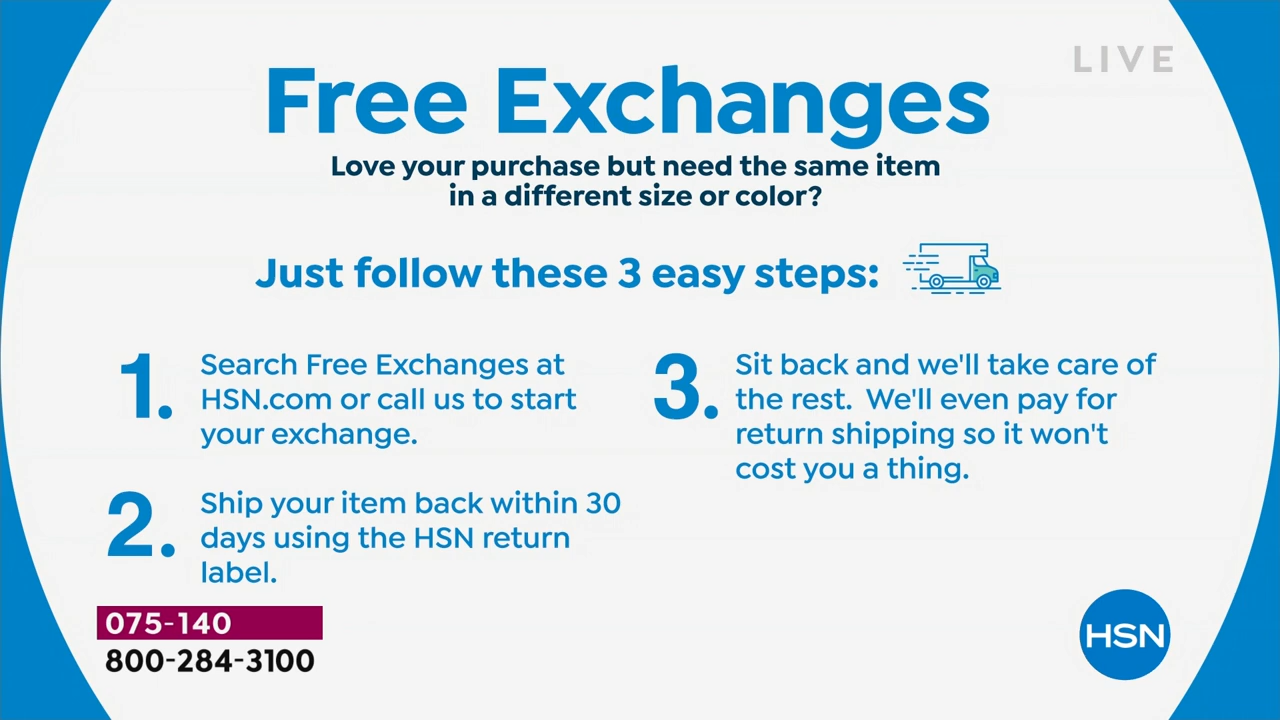 LIVE
Free Exchanges
Love your purchase but need the same item
in a different size or color?
Just follow these 3 easy steps:
1. Search Free Exchanges at
HSN.com or call us to start
your exchange.
2. Ship your item back within 30
days using the HSN return
label.
3. Sit back and we'll take care of
the rest.  We'll even pay for
return shipping so it won't
cost you a thing.
075-140
800-284-3100
HSN